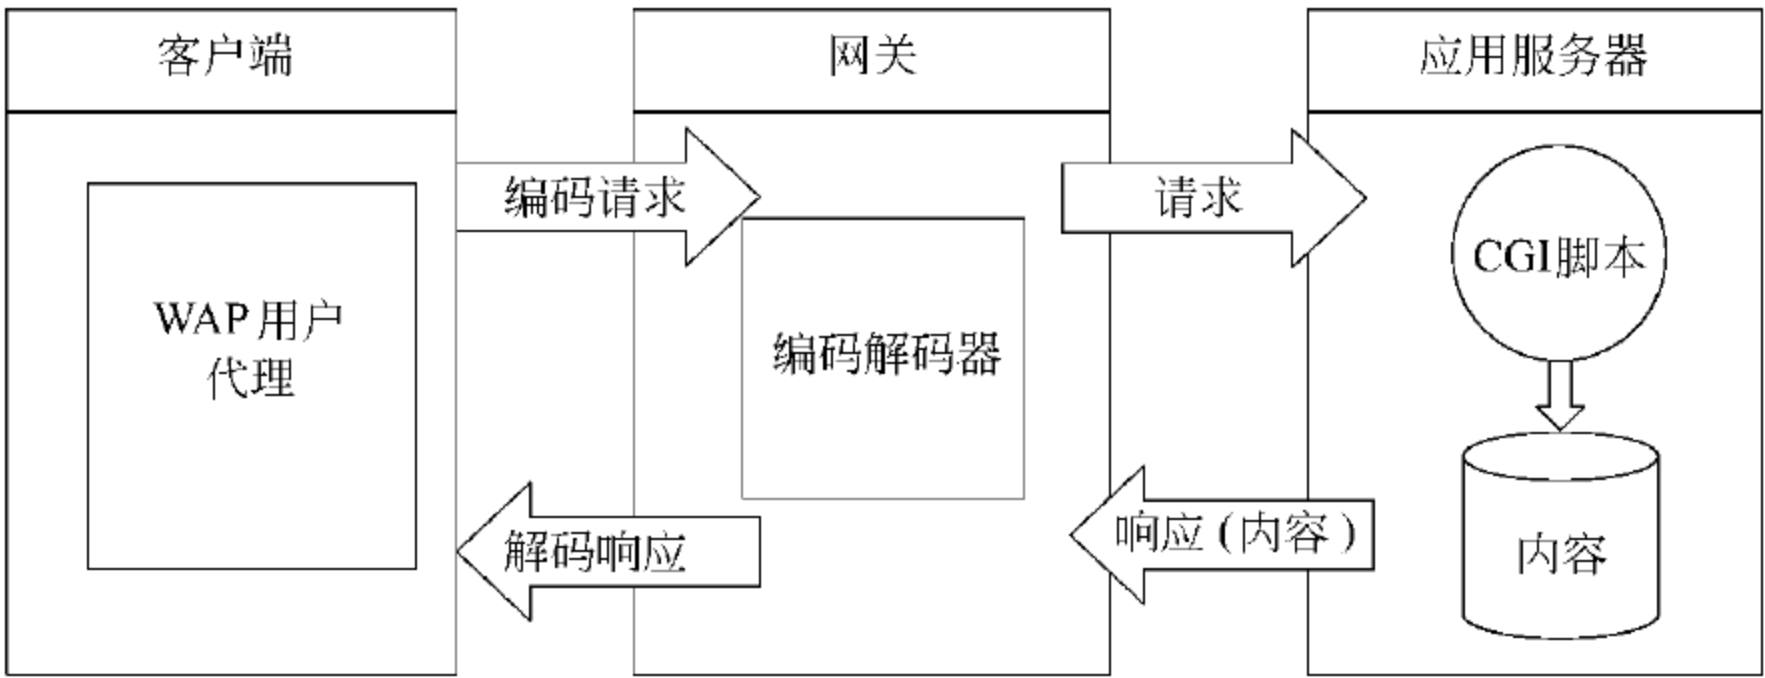 客户端
网关
应用服务器
编码请求
请求
WAP用户
代理
编码解码器
CGI脚本
解码响应
响应(内容)
内容